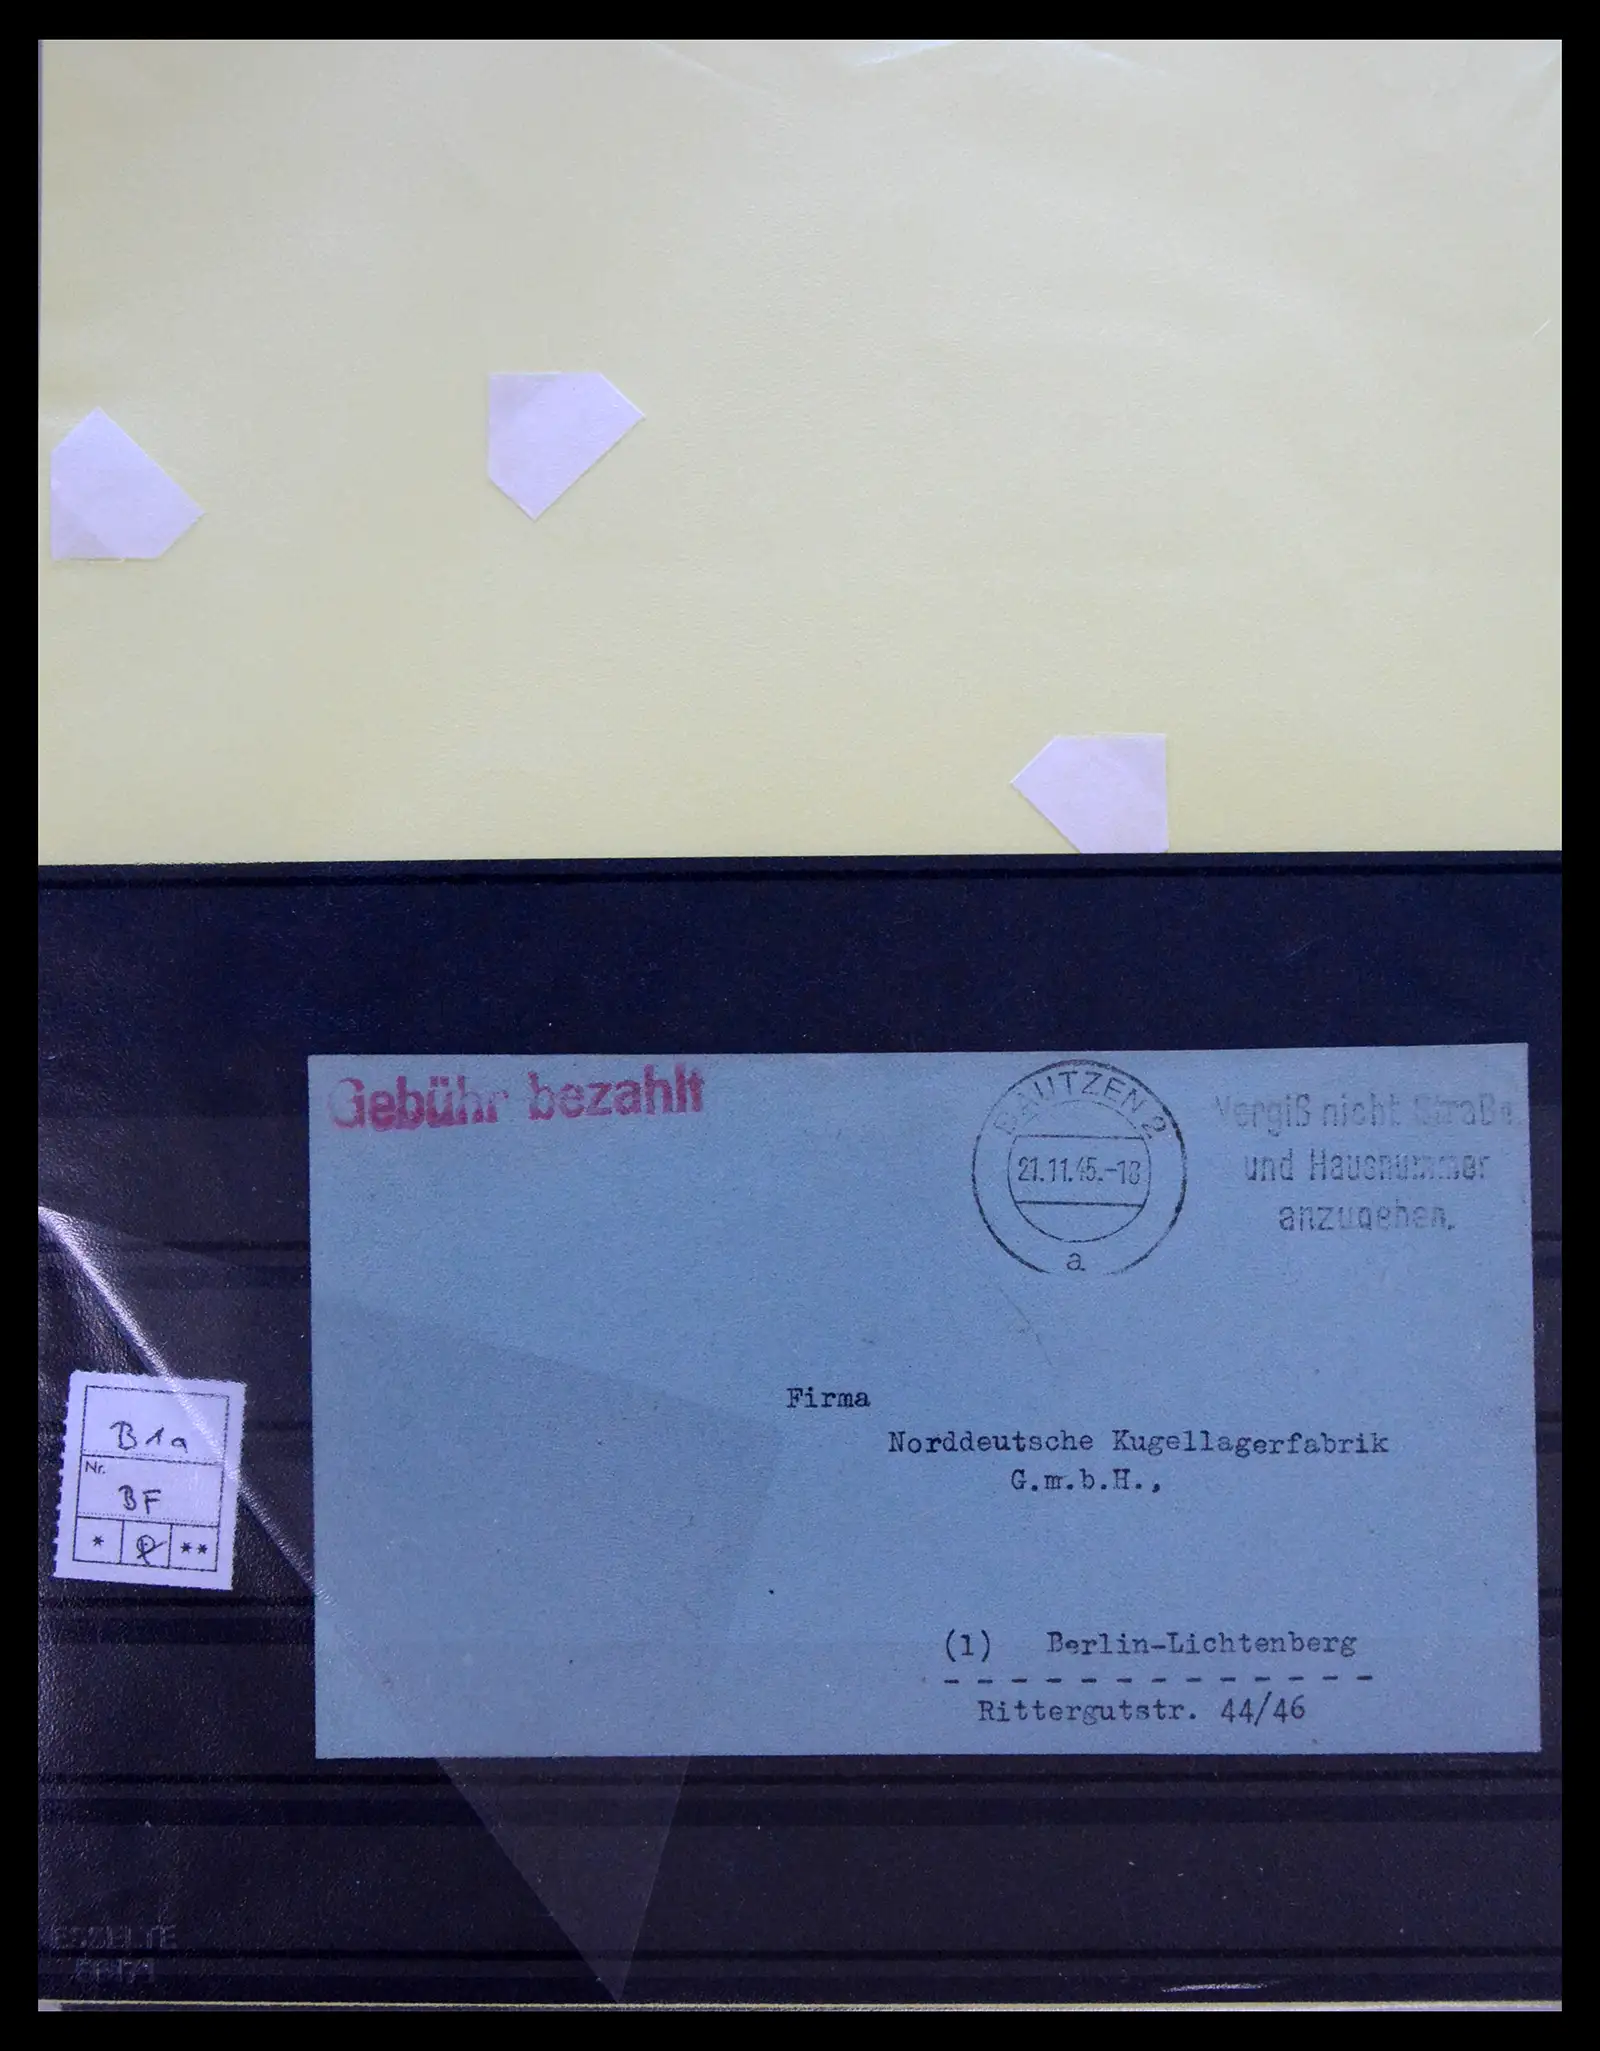 Gebühr bezahlt
BAUTZEN 2
21.11.45.-18
a
Vergiß nicht Straße
und Hausnummer
anzugeben.
Firma
Norddeutsche Kugellagerfabrik
G.m.b.H.,
(1) Berlin-Lichtenberg
Rittergutstr. 44/46
B1a
Nr.
BF
* **
ESSELTE